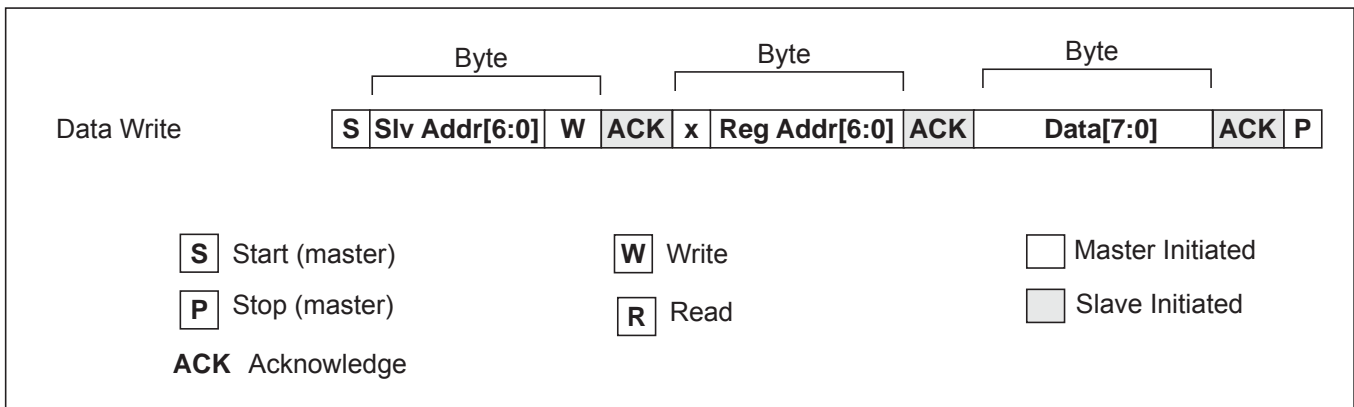 Byte Byte Byte
Data Write S Slv Addr[6:0] W ACK x Reg Addr[6:0] ACK Data[7:0] ACK P
S Start (master) W Write Master Initiated
P Stop (master) R Read Slave Initiated
ACK Acknowledge